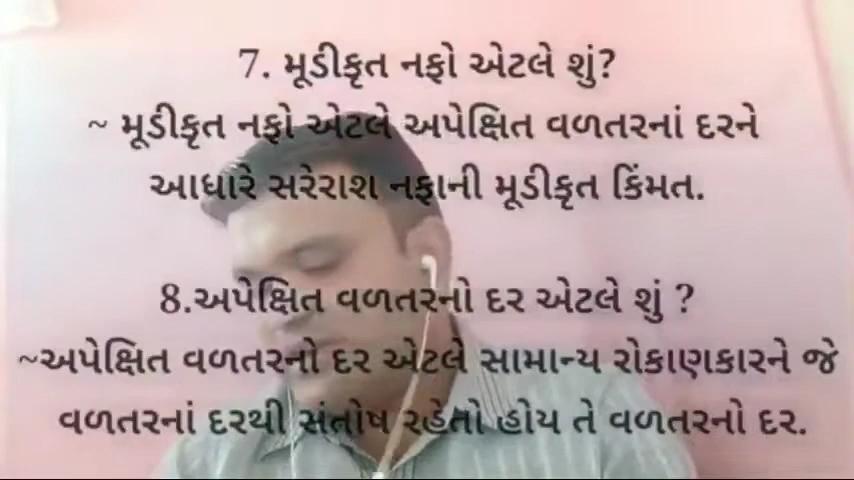 7. મૂડીકૃત નફો એટલે શું?
~ મૂડીકૃત નફો એટલે અપેક્ષિત વળતરનાં દરને
આધારે સરેરાશ નફાની મૂડીકૃત કિંમત.
8.અપેક્ષિત વળતરનો દર એટલે શું ?
~અપેક્ષિત વળતરનો દર એટલે સામાન્ય રોકાણકારને જે
વળતરનાં દરથી સંતોષ રહેતો હોય તે વળતરનો દર.